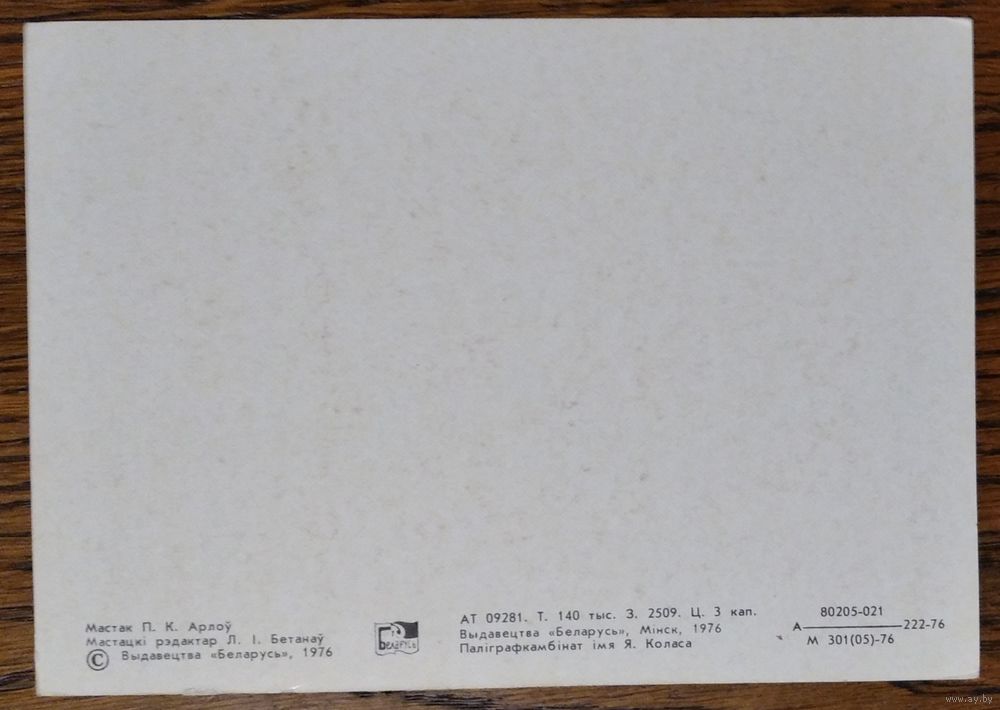 Мастак П. К. Арлоў
Мастацкі рэдактар Л. І. Бетанаў
© Выдавецтва «Беларусь», 1976
БЕЛАРУСЬ
АТ 09281. Т. 140 тыс. З. 2509. Ц. 3 кап.
Выдавецтва «Беларусь», Мінск, 1976
Паліграфкамбінат імя Я. Коласа
80205-021
А————222-76
М 301(05)-76
www.ay.by